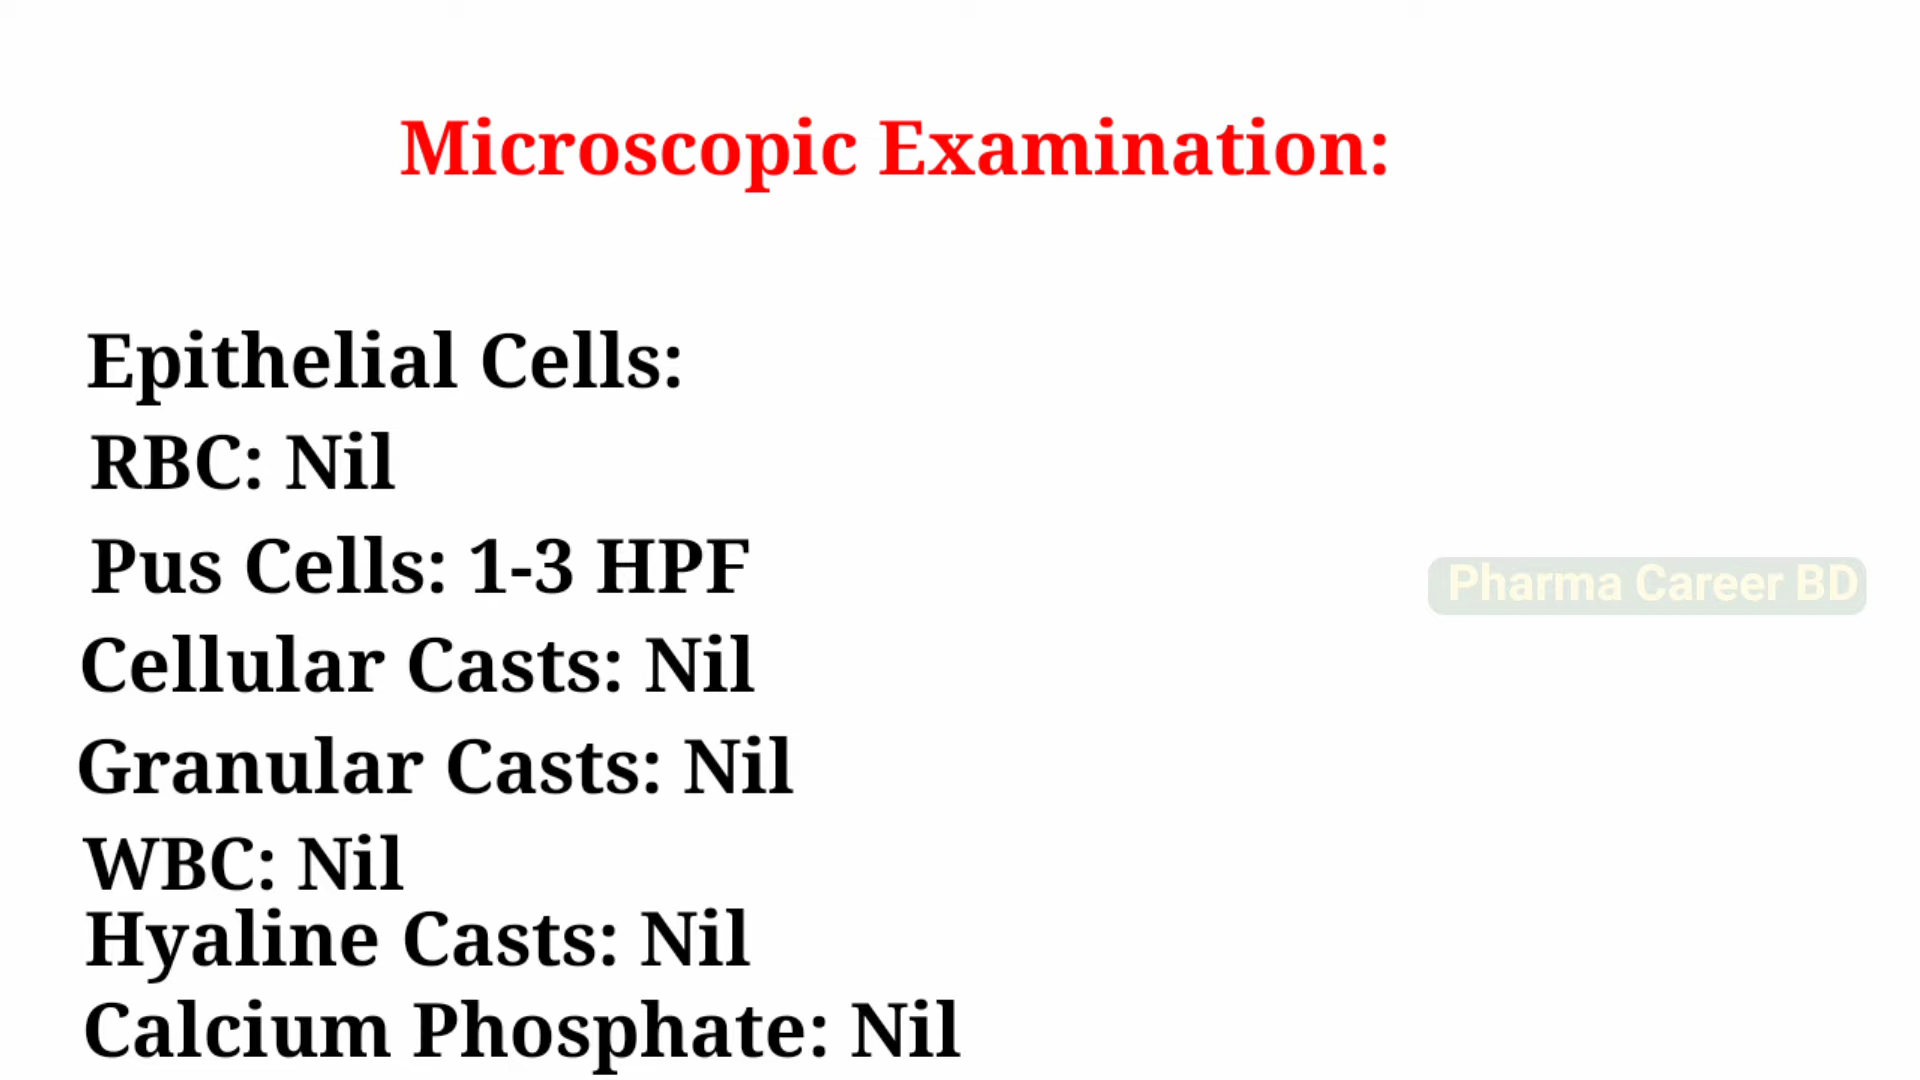 Microscopic Examination:
Epithelial Cells:
RBC: Nil
Pus Cells: 1-3 HPF
Pharma Career BD
Cellular Casts: Nil
Granular Casts: Nil
WBC: Nil
Hyaline Casts: Nil
Calcium Phosphate: Nil